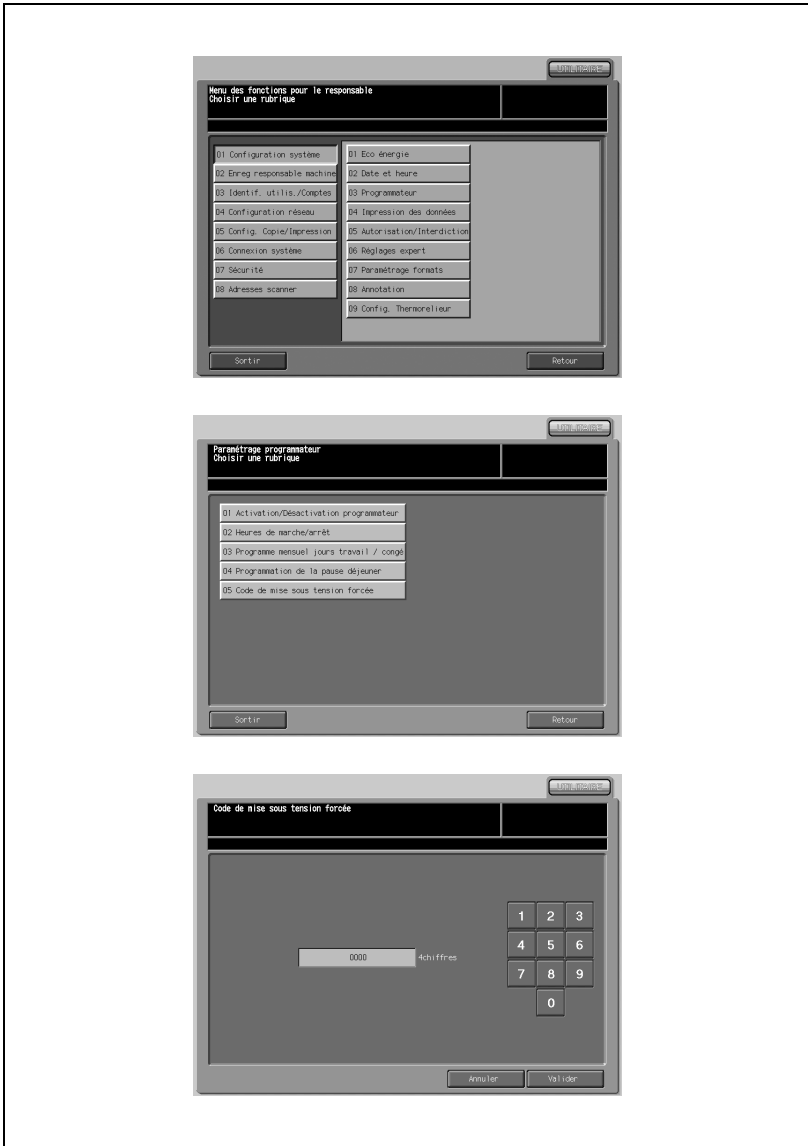 UTILITAIRE
Menu des fonctions pour le responsable
Choisir une rubrique
01 Configuration système
02 Enreg responsable machine
03 Identif. utilis./Comptes
04 Configuration réseau
05 Config. Copie/Impression
06 Connexion système
07 Sécurité
08 Adresses scanner
01 Eco énergie
02 Date et heure
03 Programmateur
04 Impression des données
05 Autorisation/Interdiction
06 Réglages expert
07 Paramétrage formats
08 Annotation
09 Config. Thermorelieur
Sortir
Retour
UTILITAIRE
Paramétrage programmateur
Choisir une rubrique
01 Activation/Désactivation programmateur
02 Heures de marche/arrêt
03 Programme mensuel jours travail / congé
04 Programmation de la pause déjeuner
05 Code de mise sous tension forcée
Sortir
Retour
UTILITAIRE
Code de mise sous tension forcée
0000 4chiffres
1 2 3
4 5 6
7 8 9
0
Annuler
Valider